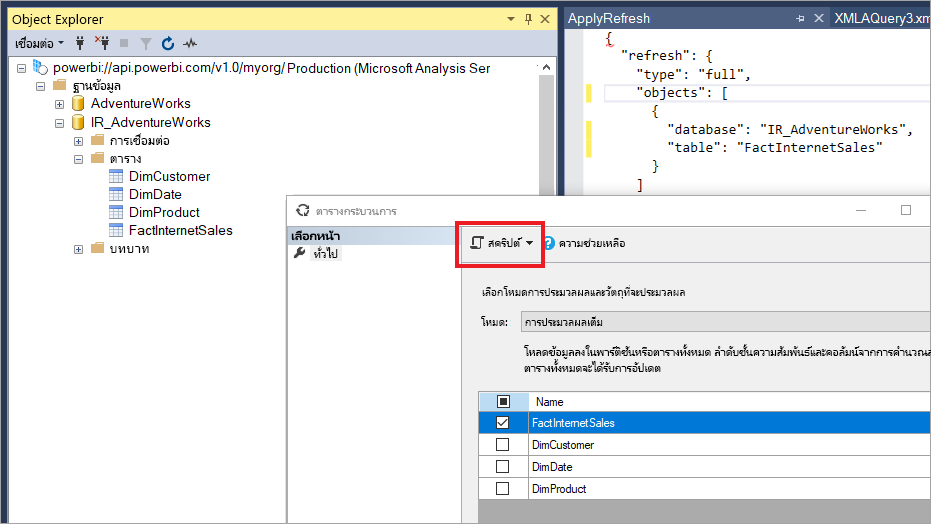 Object Explorer
เชื่อมต่อ
powerbi://api.powerbi.com/v1.0/myorg/Production (Microsoft Analysis Ser
ฐานข้อมูล
AdventureWorks
IR_AdventureWorks
การเชื่อมต่อ
ตาราง
DimCustomer
DimDate
DimProduct
FactInternetSales
บทบาท
ApplyRefresh
XMLAQuery3.xm
{
"refresh": {
"type": "full",
"objects": [
{
"database": "IR_AdventureWorks",
"table": "FactInternetSales"
}
]
ตารางกระบวนการ
เลือกหน้า
ทั่วไป
สคริปต์
ความช่วยเหลือ
เลือกโหมดการประมวลผลและวัตถุที่จะประมวลผล
โหมด:
การประมวลผลเต็ม
โหลดข้อมูลลงในพาร์ติชันหรือตารางทั้งหมด ลำดับชั้นความสัมพันธ์และคอลัมน์จากการคำนวณล
ตารางทั้งหมดจะได้รับการอัปเดต
Name
FactInternetSales
DimCustomer
DimDate
DimProduct